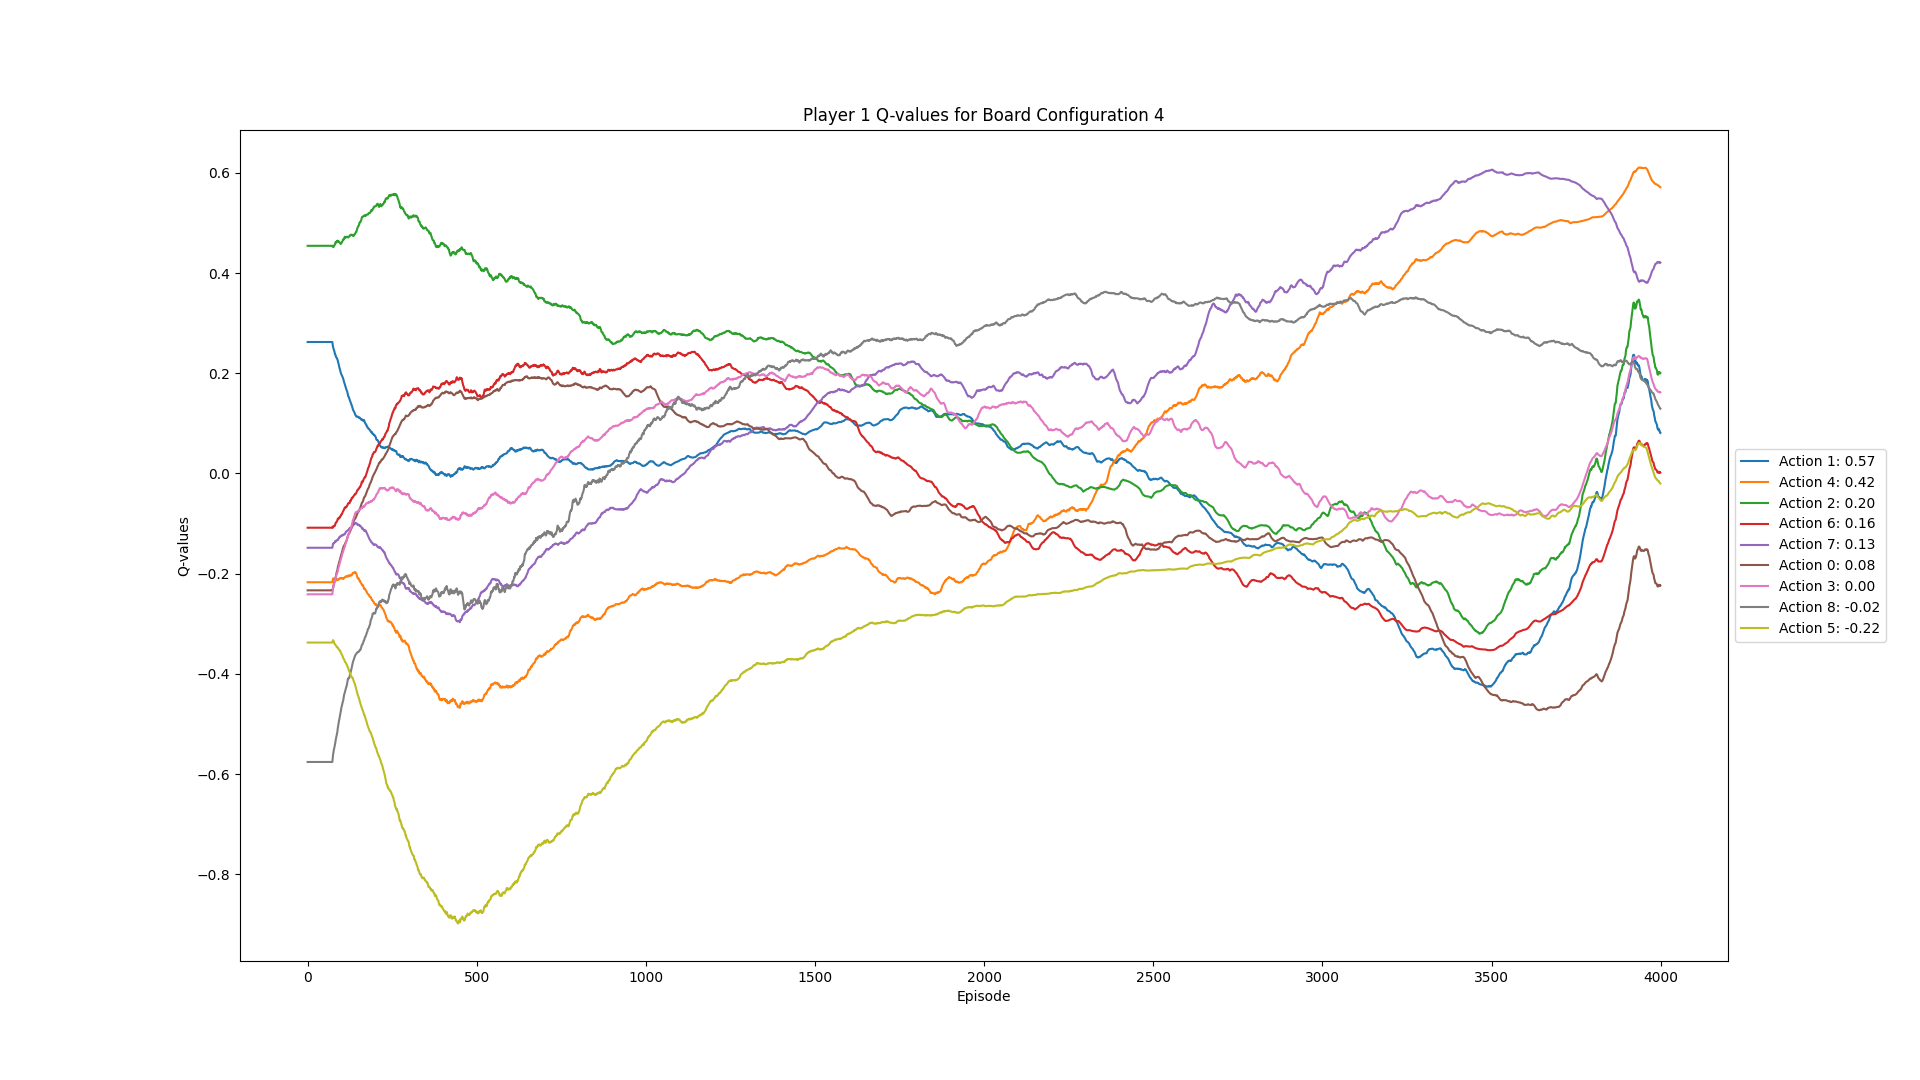 Player 1 Q-values for Board Configuration 4
0.6
0.4
0.2
0.0
−0.2
−0.4
−0.6
−0.8
Q-values
0 500 1000 1500 2000 2500 3000 3500 4000
Episode
Action 1: 0.57
Action 4: 0.42
Action 2: 0.20
Action 6: 0.16
Action 7: 0.13
Action 0: 0.08
Action 3: 0.00
Action 8: -0.02
Action 5: -0.22